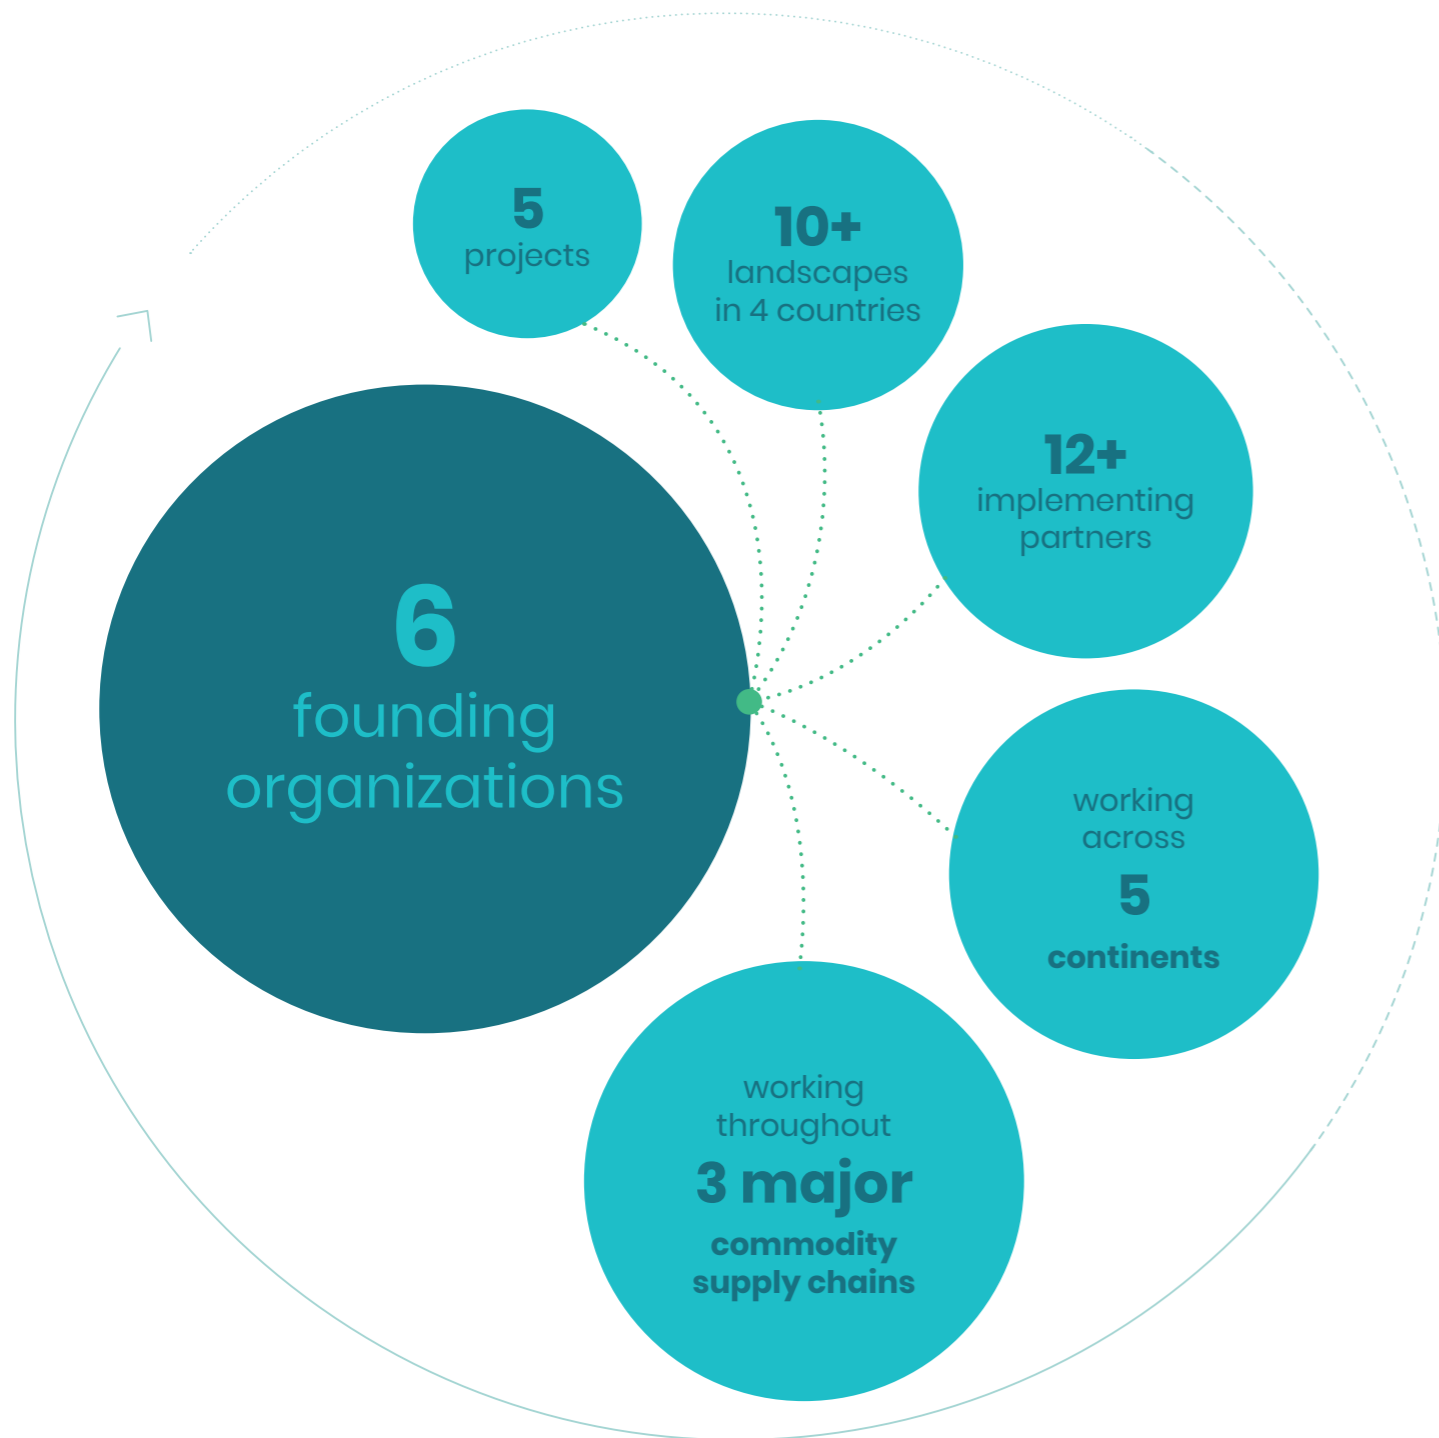 5
projects
10+
landscapes
in 4 countries
12+
implementing
partners
6
founding
organizations
working
across
5
continents
working
throughout
3 major
commodity
supply chains